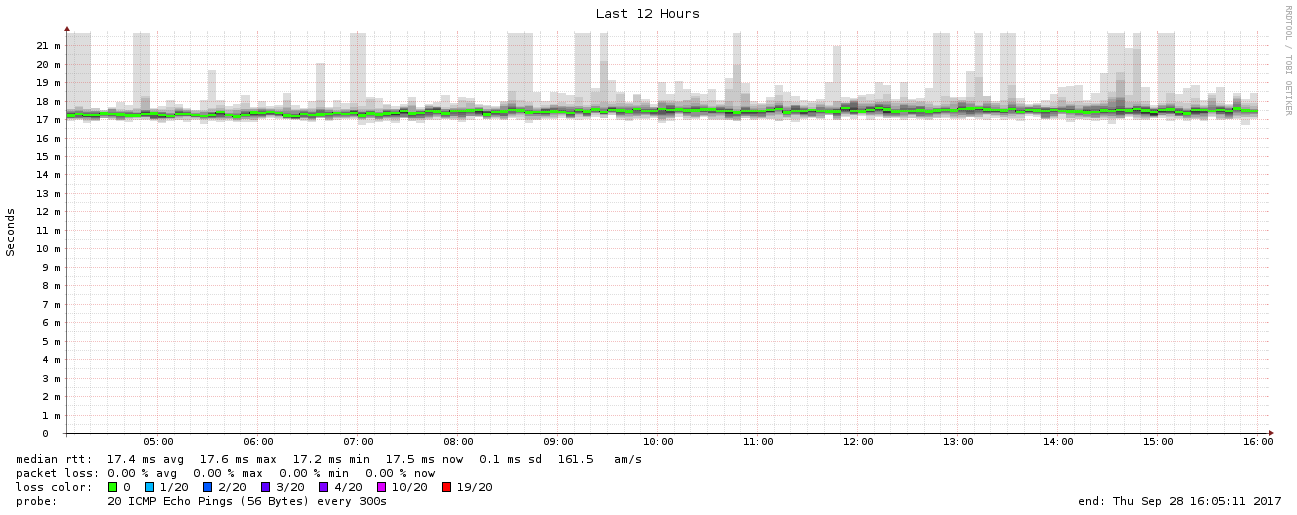 Last 12 Hours
RRDTOOL / TOBI OETIKER
Seconds
21 m
20 m
19 m
18 m
17 m
16 m
15 m
14 m
13 m
12 m
11 m
10 m
9 m
8 m
7 m
6 m
5 m
4 m
3 m
2 m
1 m
0
05:00 06:00 07:00 08:00 09:00 10:00 11:00 12:00 13:00 14:00 15:00 16:00
median rtt: 17.4 ms avg 17.6 ms max 17.2 ms min 17.5 ms now 0.1 ms sd 161.5 am/s
packet loss: 0.00 % avg 0.00 % max 0.00 % min 0.00 % now
loss color: 0 1/20 2/20 3/20 4/20 10/20 19/20
probe: 20 ICMP Echo Pings (56 Bytes) every 300s end: Thu Sep 28 16:05:11 2017